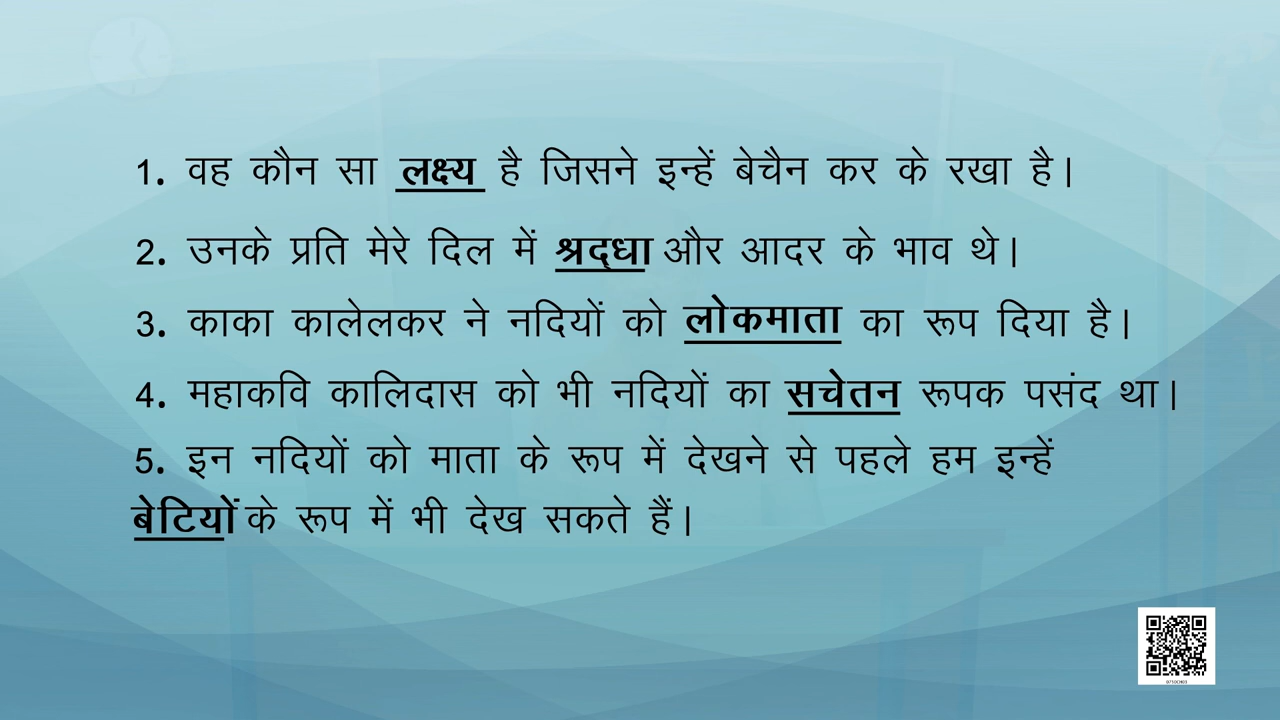 1. वह कौन सा लक्ष्य है जिसने इन्हें बेचैन कर के रखा है।
2. उनके प्रति मेरे दिल में श्रद्धा और आदर के भाव थे।
3. काका कालेलकर ने नदियों को लोकमाता का रूप दिया है।
4. महाकवि कालिदास को भी नदियों का सचेतन रूपक पसंद था।
5. इन नदियों को माता के रूप में देखने से पहले हम इन्हें
बेटियों के रूप में भी देख सकते हैं।